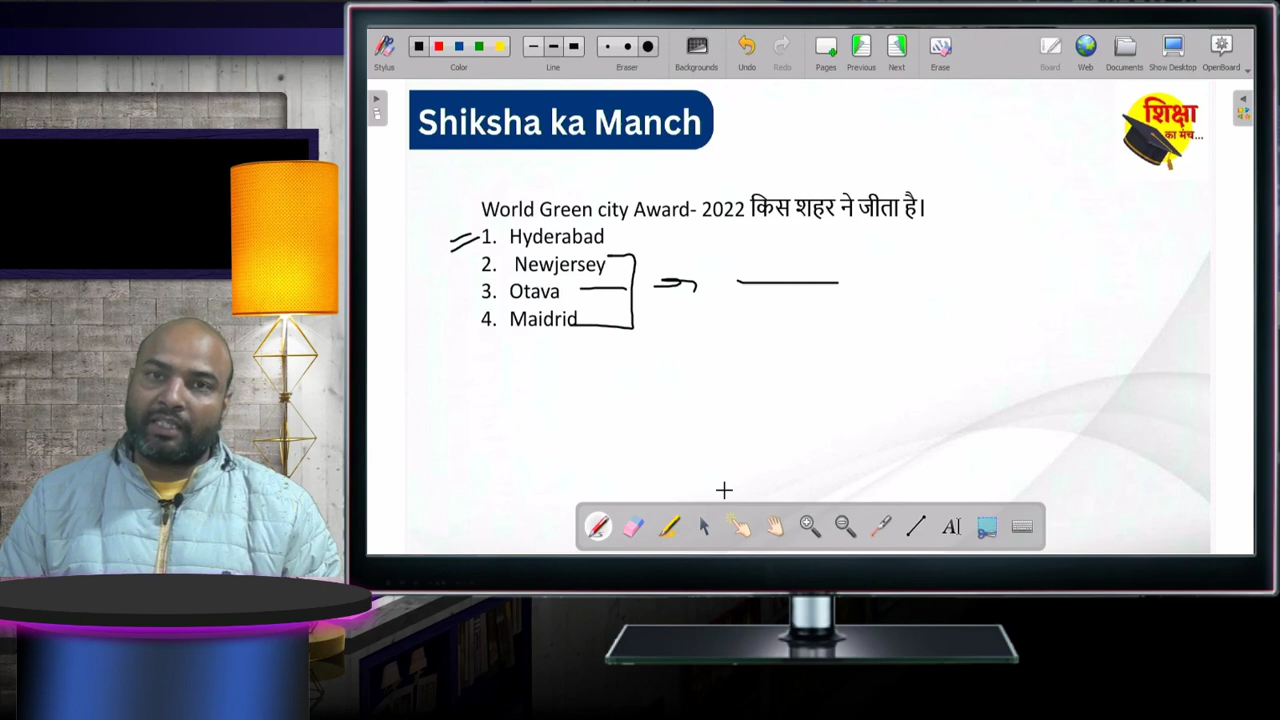 Stylus
Color
Line
Eraser
Backgrounds
Undo
Redo
Pages
Previous
Next
Erase
Board
Web
Documents
Show Desktop
OpenBoard
Shiksha ka Manch
शिक्षा
का मंच...
World Green city Award- 2022 किस शहर ने जीता है।
1. Hyderabad
2. Newjersey
3. Otava
4. Maidrid
AI